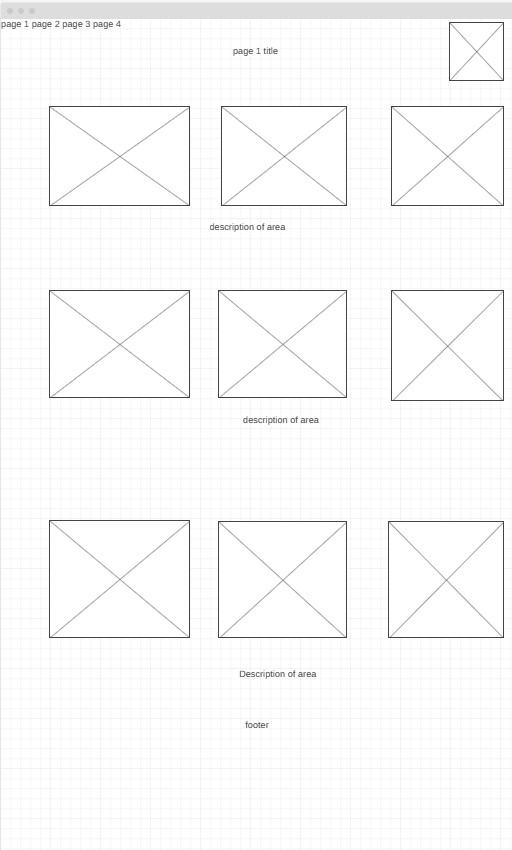 page 1 page 2 page 3 page 4
page 1 title
description of area
description of area
Description of area
footer